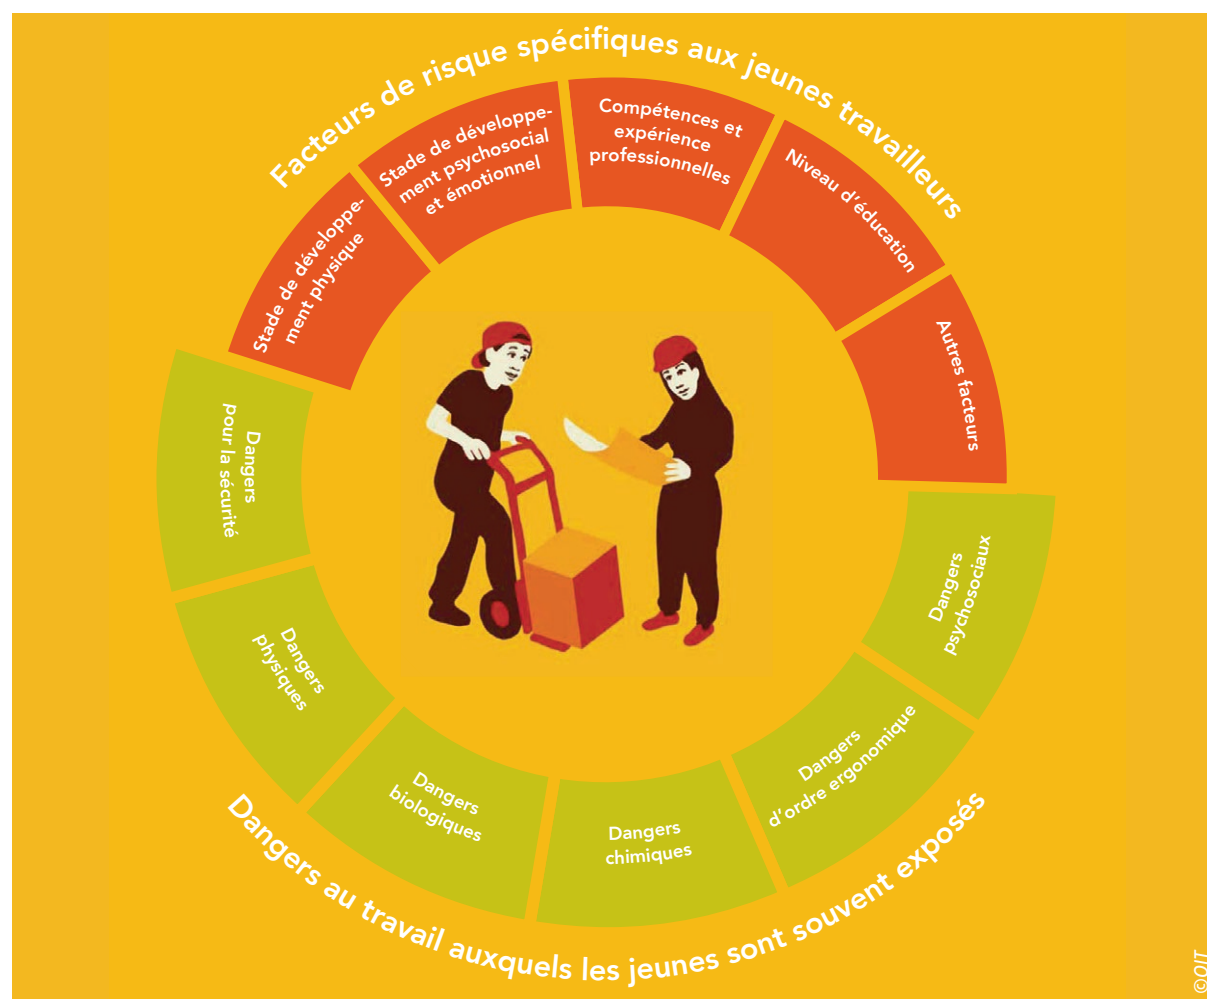 Facteurs de risque spécifiques aux jeunes travailleurs
Stade de développe-
ment physique
Stade de développe-
ment psychosocial
et émotionnel
Compétences et
expérience
professionnelles
Niveau d'éducation
Autres facteurs
Dangers
pour la sécurité
Dangers
physiques
Dangers
biologiques
Dangers
chimiques
Dangers
d'ordre ergonomique
Dangers
psychosociaux
Dangers au travail auxquels les jeunes sont souvent exposés
©OIT